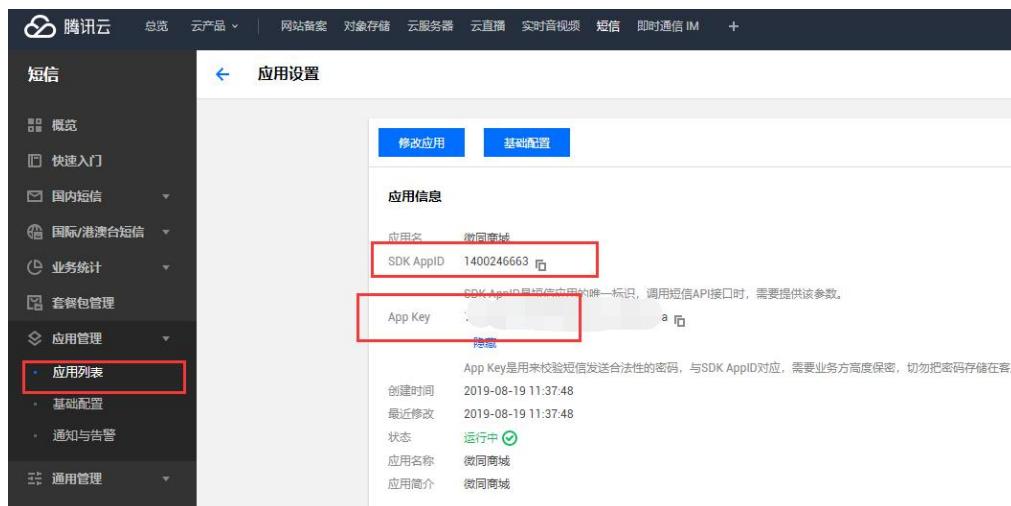 腾讯云 总览 云产品 网站备案 对象存储 云服务器 云直播 实时音视频 短信 即时通信 IM +
短信
← 应用设置
概览
快速入门
国内短信
国际/港澳台短信
业务统计
套餐包管理
应用管理
应用列表
基础配置
通知与告警
通用管理
修改应用 基础配置
应用信息
应用名 微同商城
SDK AppID 1400246663
SDK AppID是短信应用的唯一标识，调用短信API接口时，需要提供该参数。
App Key a
隐藏
App Key是用来校验短信发送合法性的密码，与SDK AppID对应，需要业务方高度保密，切勿把密码存储在客
创建时间 2019-08-19 11:37:48
最近修改 2019-08-19 11:37:48
状态 运行中
应用名称 微同商城
应用简介 微同商城